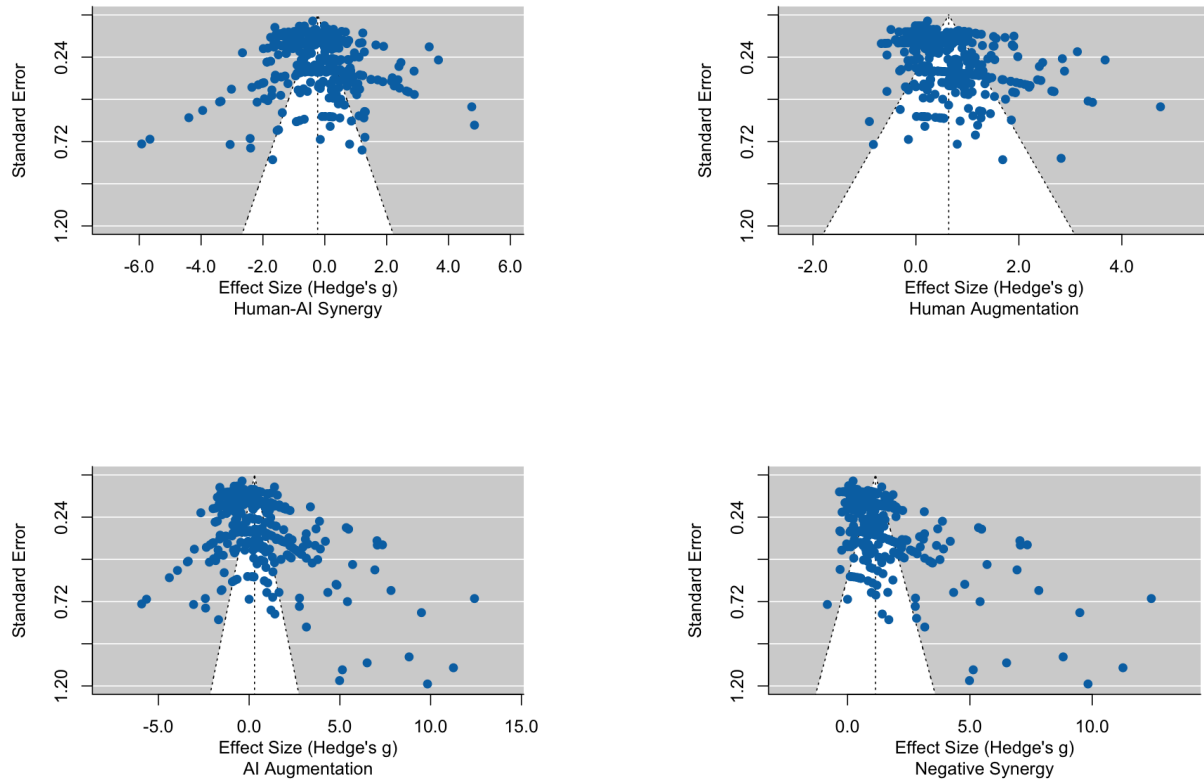 Standard Error
0.24
0.72
1.20
-6.0 -4.0 -2.0 0.0 2.0 4.0 6.0
Effect Size (Hedge's g)
Human-AI Synergy
Standard Error
0.24
0.72
1.20
-2.0 0.0 2.0 4.0
Effect Size (Hedge's g)
Human Augmentation
Standard Error
0.24
0.72
1.20
-5.0 0.0 5.0 10.0 15.0
Effect Size (Hedge's g)
AI Augmentation
Standard Error
0.24
0.72
1.20
0.0 5.0 10.0
Effect Size (Hedge's g)
Negative Synergy